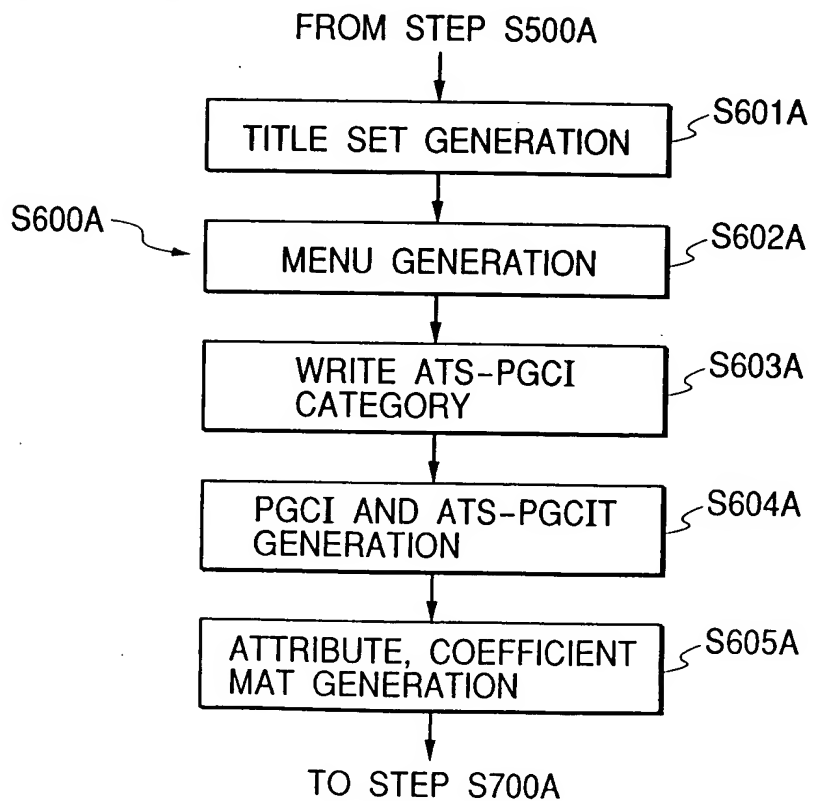 FROM STEP S500A
TITLE SET GENERATION
S601A
S600A
MENU GENERATION
S602A
WRITE ATS-PGCI
CATEGORY
S603A
PGCI AND ATS-PGCIT
GENERATION
S604A
ATTRIBUTE, COEFFICIENT
MAT GENERATION
S605A
TO STEP S700A